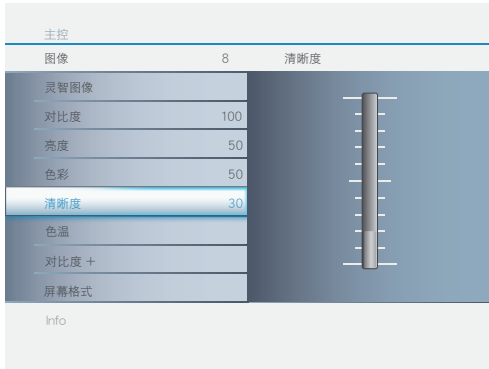 主控
图像 8 清晰度
灵智图像
对比度 100
亮度 50
色彩 50
清晰度 30
色温
对比度 +
屏幕格式
Info